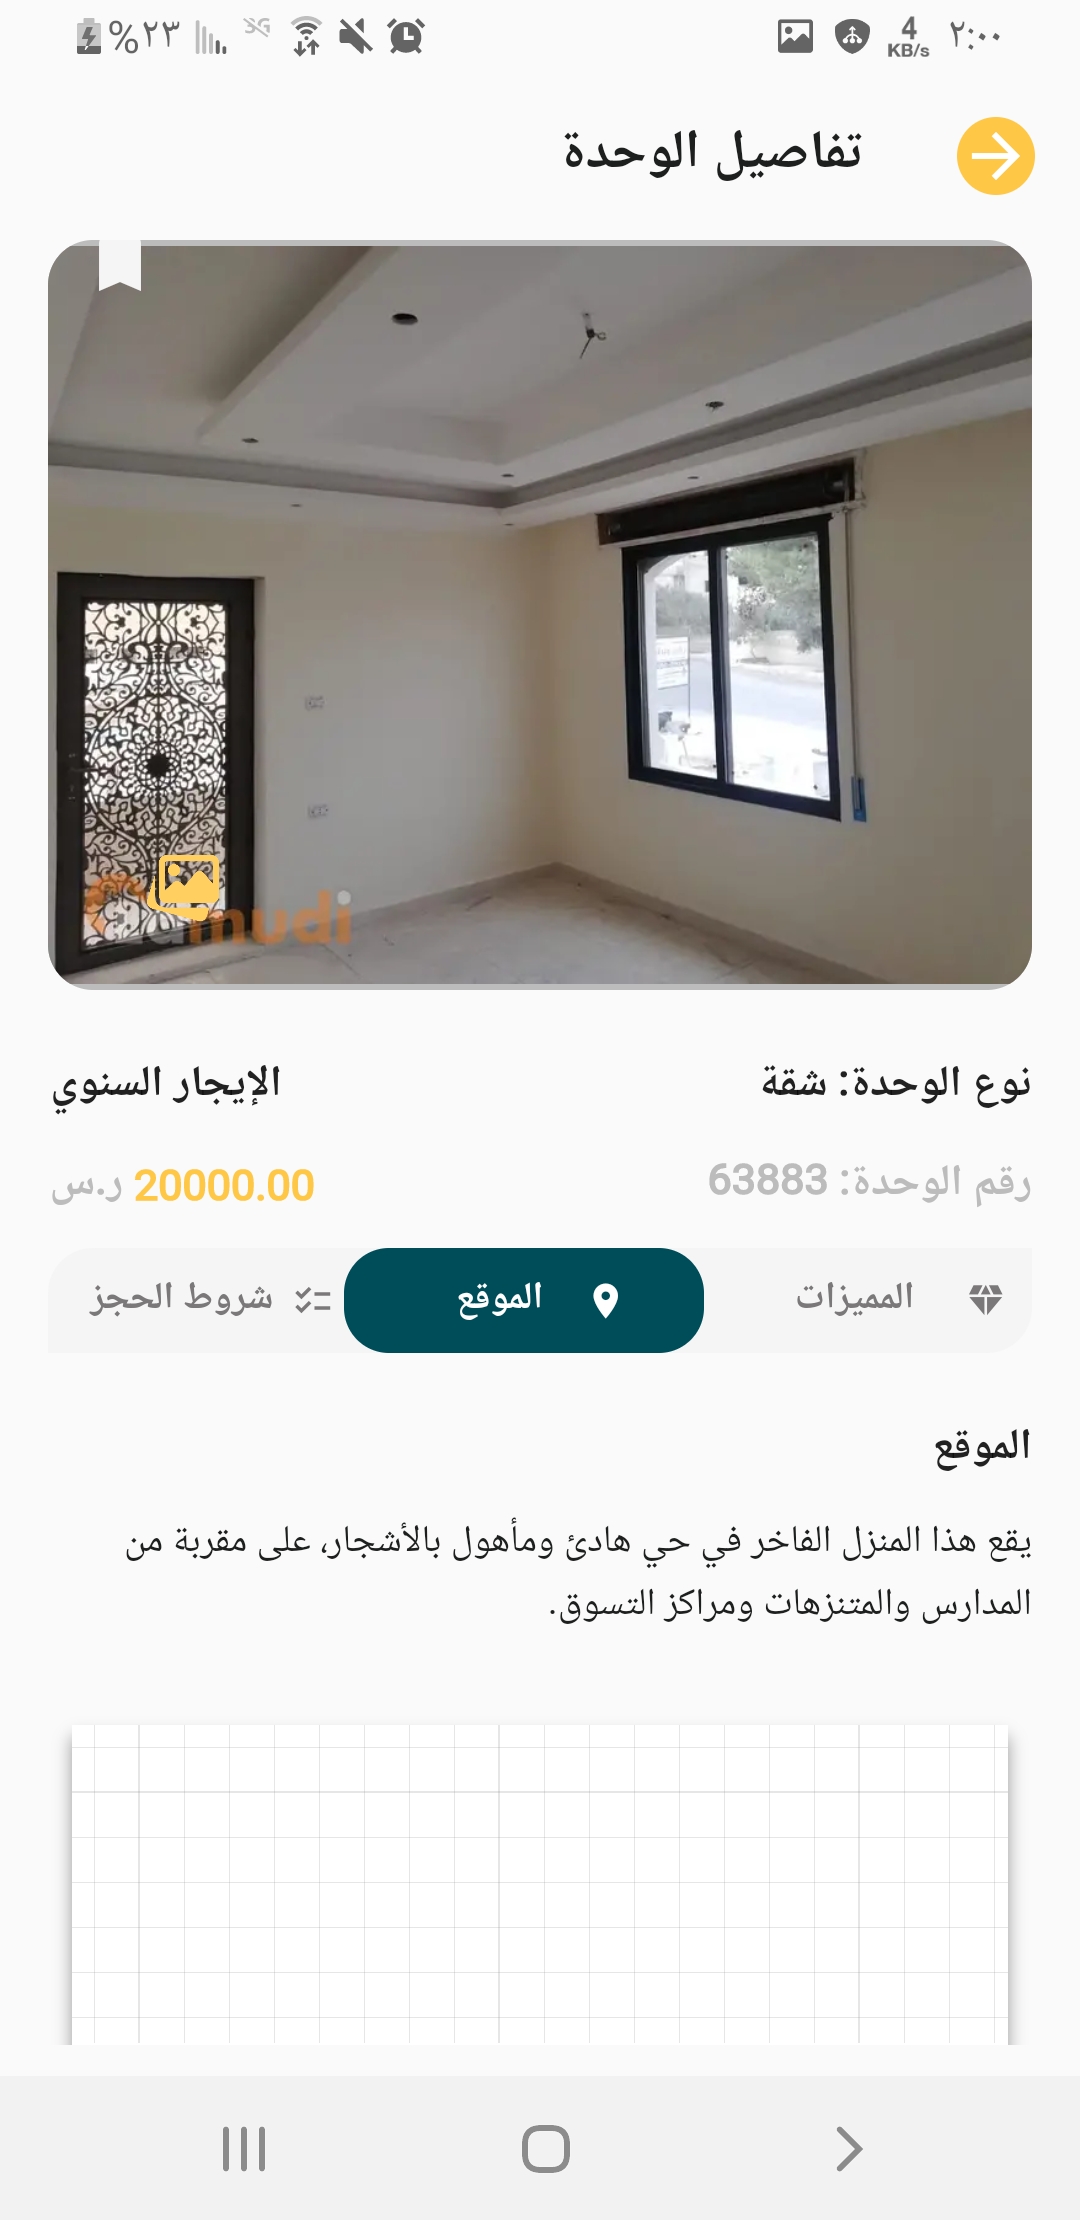 ٢:٠٠
4
KB/s
%٢٣
تفاصيل الوحدة
mudi
نوع الوحدة: شقة
الإيجار السنوي
رقم الوحدة: 63883
20000.00 ر.س
المميزات
الموقع
شروط الحجز
الموقع
يقع هذا المنزل الفاخر في حي هادئ ومأهول بالأشجار، على مقربة من
المدارس والمتنزهات ومراكز التسوق.